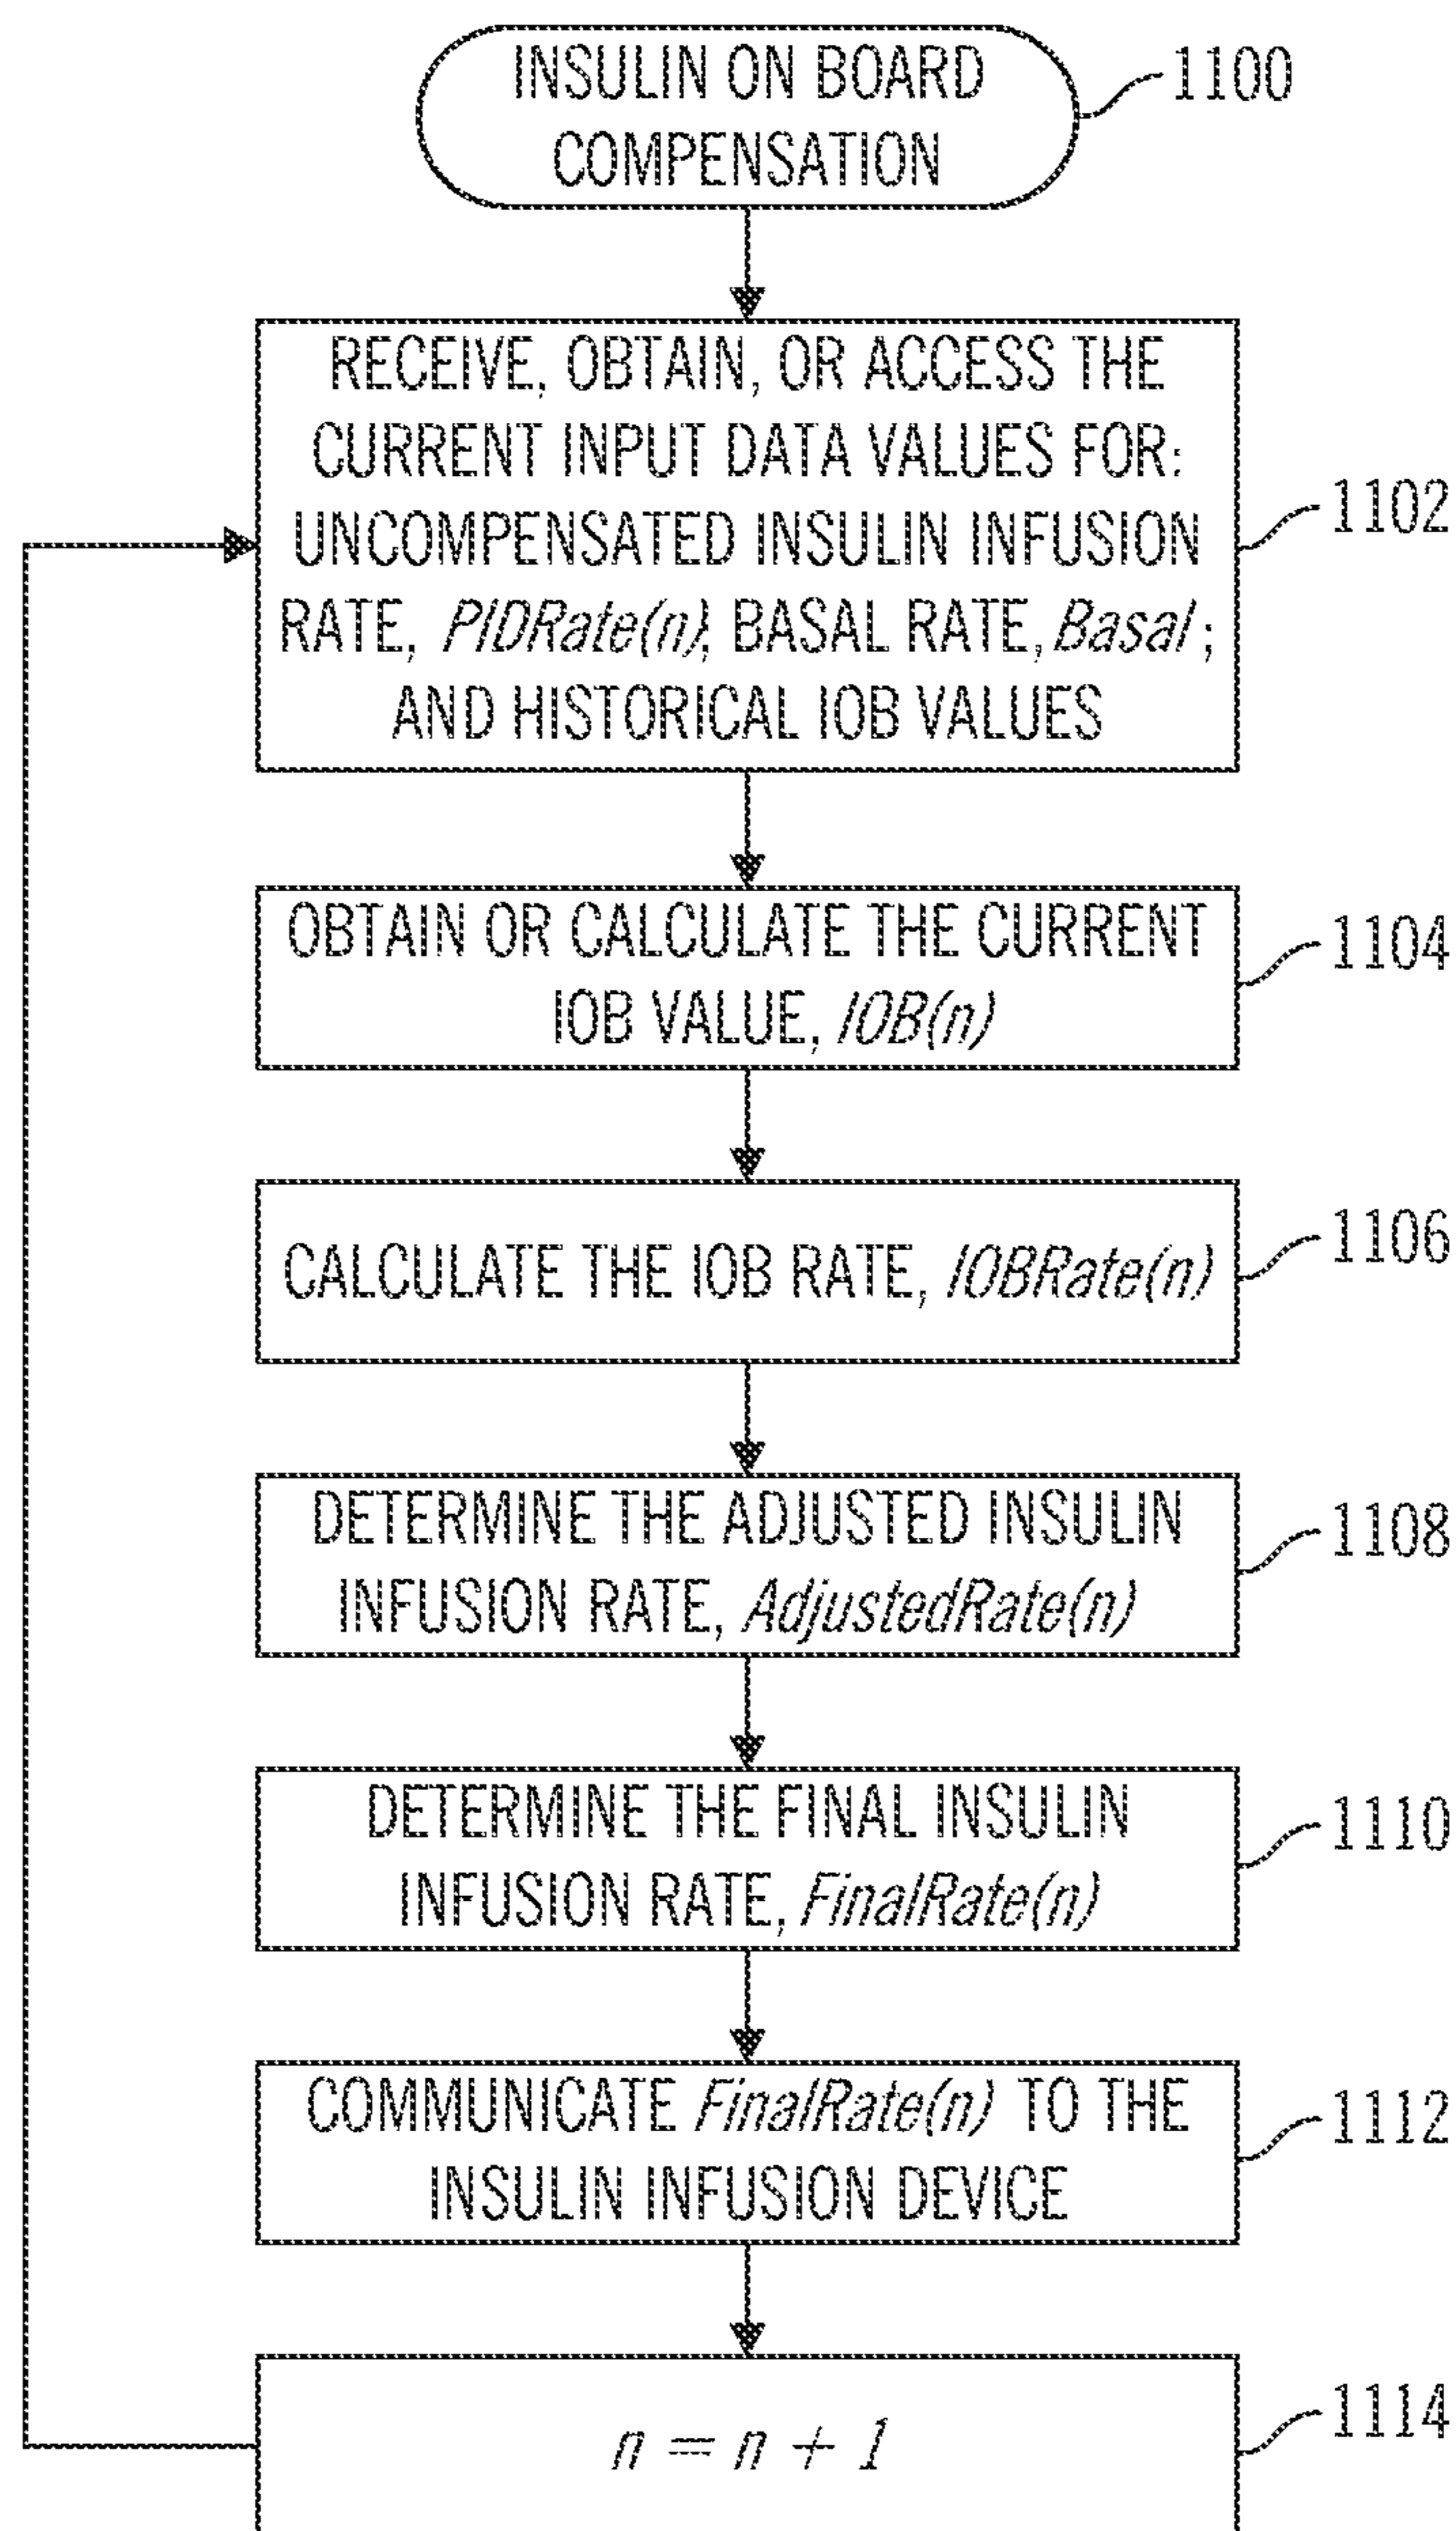 INSULIN ON BOARD
COMPENSATION
1100
RECEIVE, OBTAIN, OR ACCESS THE
CURRENT INPUT DATA VALUES FOR:
UNCOMPENSATED INSULIN INFUSION
RATE, PIDRate(n); BASAL RATE, Basal;
AND HISTORICAL IOB VALUES
1102
OBTAIN OR CALCULATE THE CURRENT
IOB VALUE, IOB(n)
1104
CALCULATE THE IOB RATE, IOBRate(n)
1106
DETERMINE THE ADJUSTED INSULIN
INFUSION RATE, AdjustedRate(n)
1108
DETERMINE THE FINAL INSULIN
INFUSION RATE, FinalRate(n)
1110
COMMUNICATE FinalRate(n) TO THE
INSULIN INFUSION DEVICE
1112
n = n + 1
1114